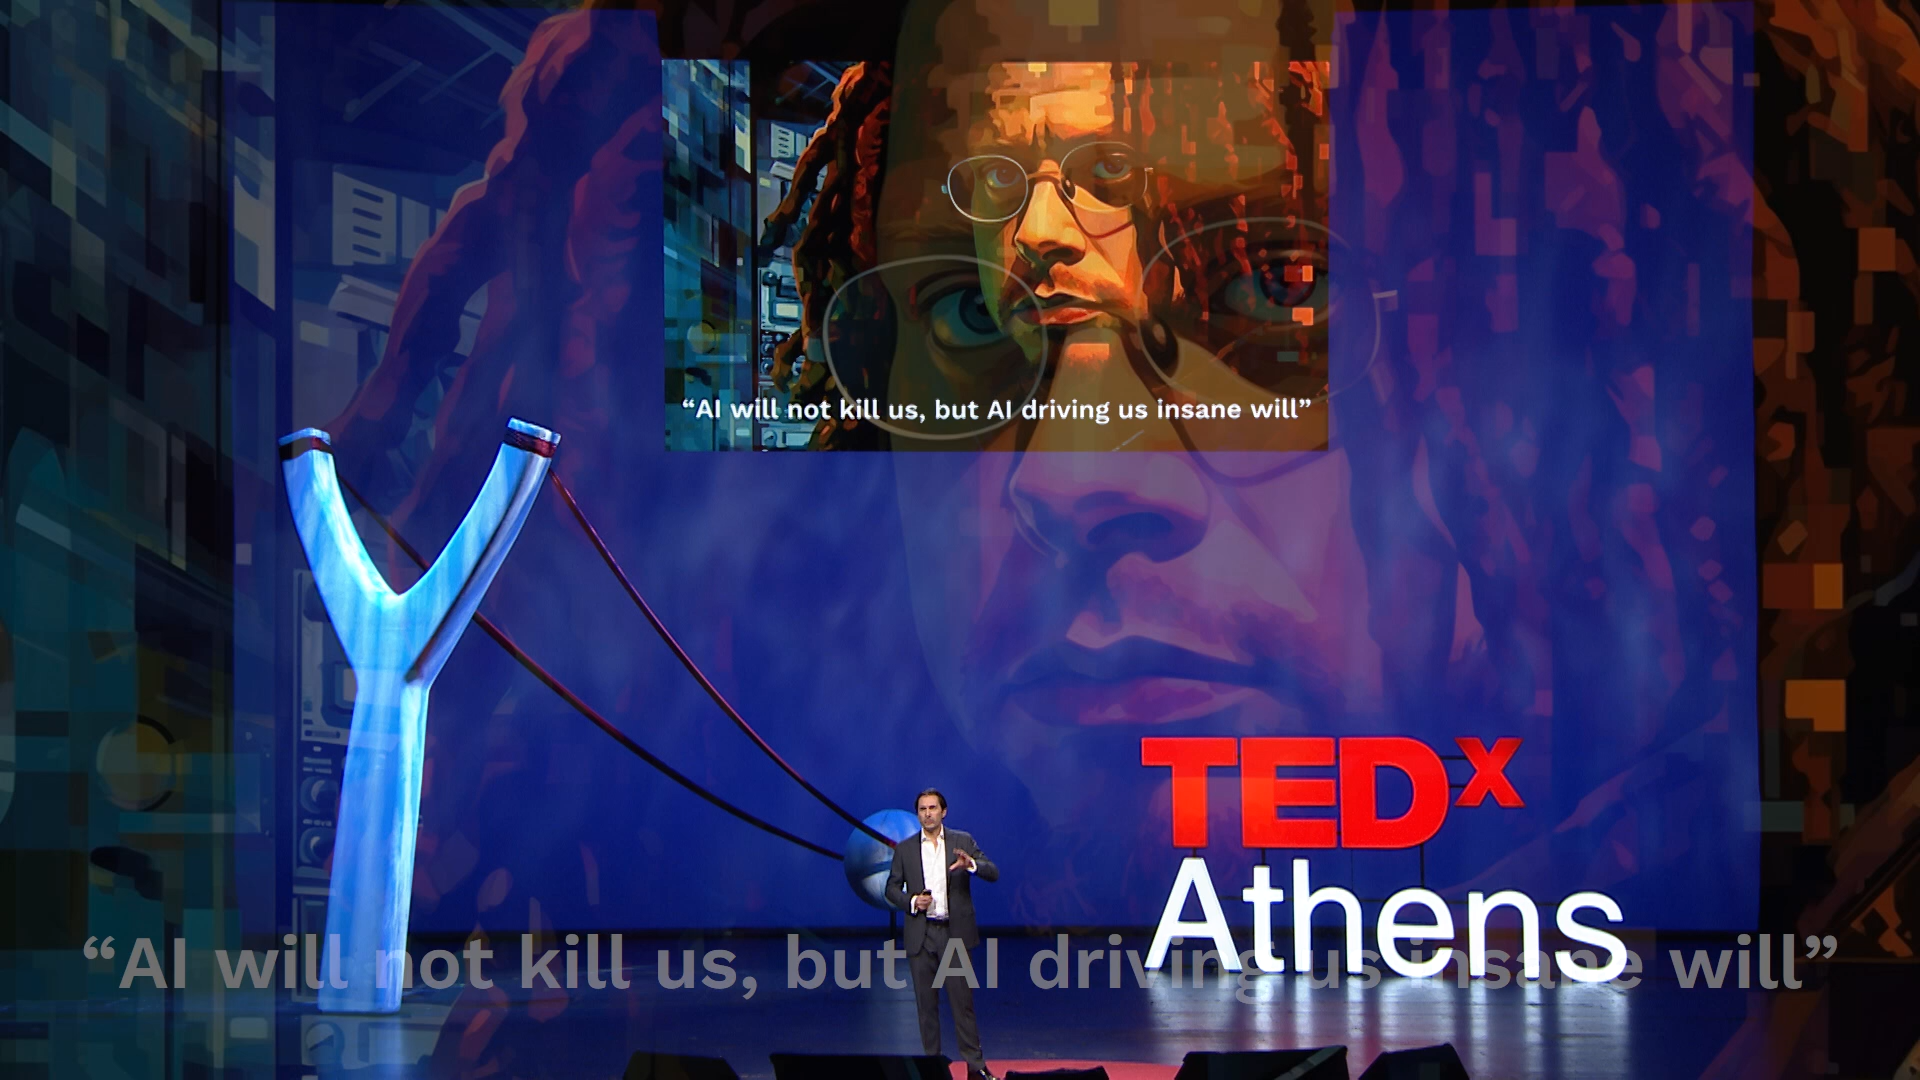 “AI will not kill us, but AI driving us insane will”
TEDx
Athens
“AI will not kill us, but AI driving us insane will”